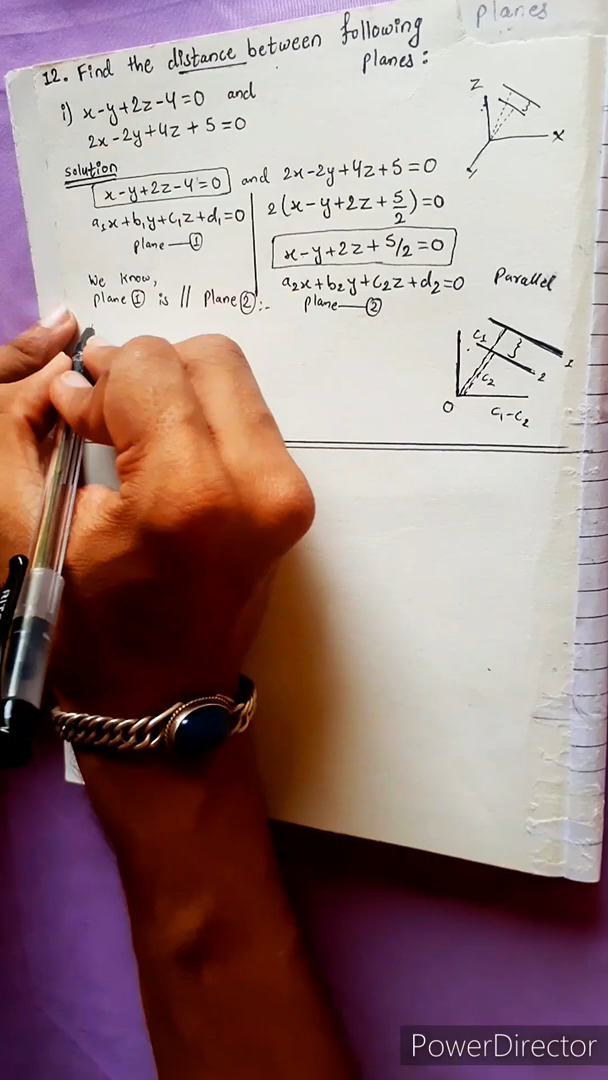 planes
12. Find the distance between following
planes :
i) x-y+2z-4=0 and
2x-2y+4z+5=0
Z
X
Y
solution
x-y+2z-4=0 and 2x-2y+4z+5=0
a₁x+b₁y+c₁z+d₁=0
plane — ①
2(x-y+2z+5/2)=0
x-y+2z+5/2=0
a₂x+b₂y+c₂z+d₂=0
plane — ②
We know,
plane ① is // Plane ② :-
Parallel
C₁
1
2
C₂
O
C₁-C₂
PowerDirector